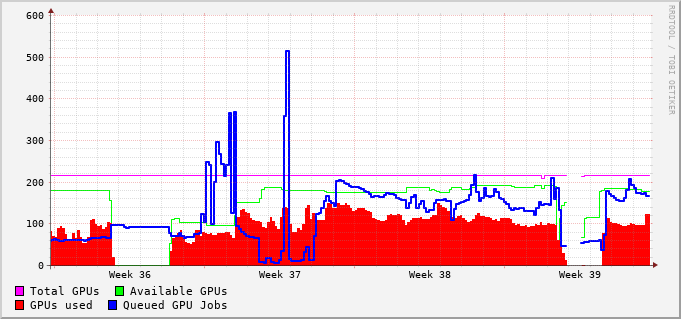 600
500
400
300
200
100
0
Week 36 Week 37 Week 38 Week 39
Total GPUs Available GPUs
GPUs used Queued GPU Jobs
RRDTOOL / TOBI OETIKER